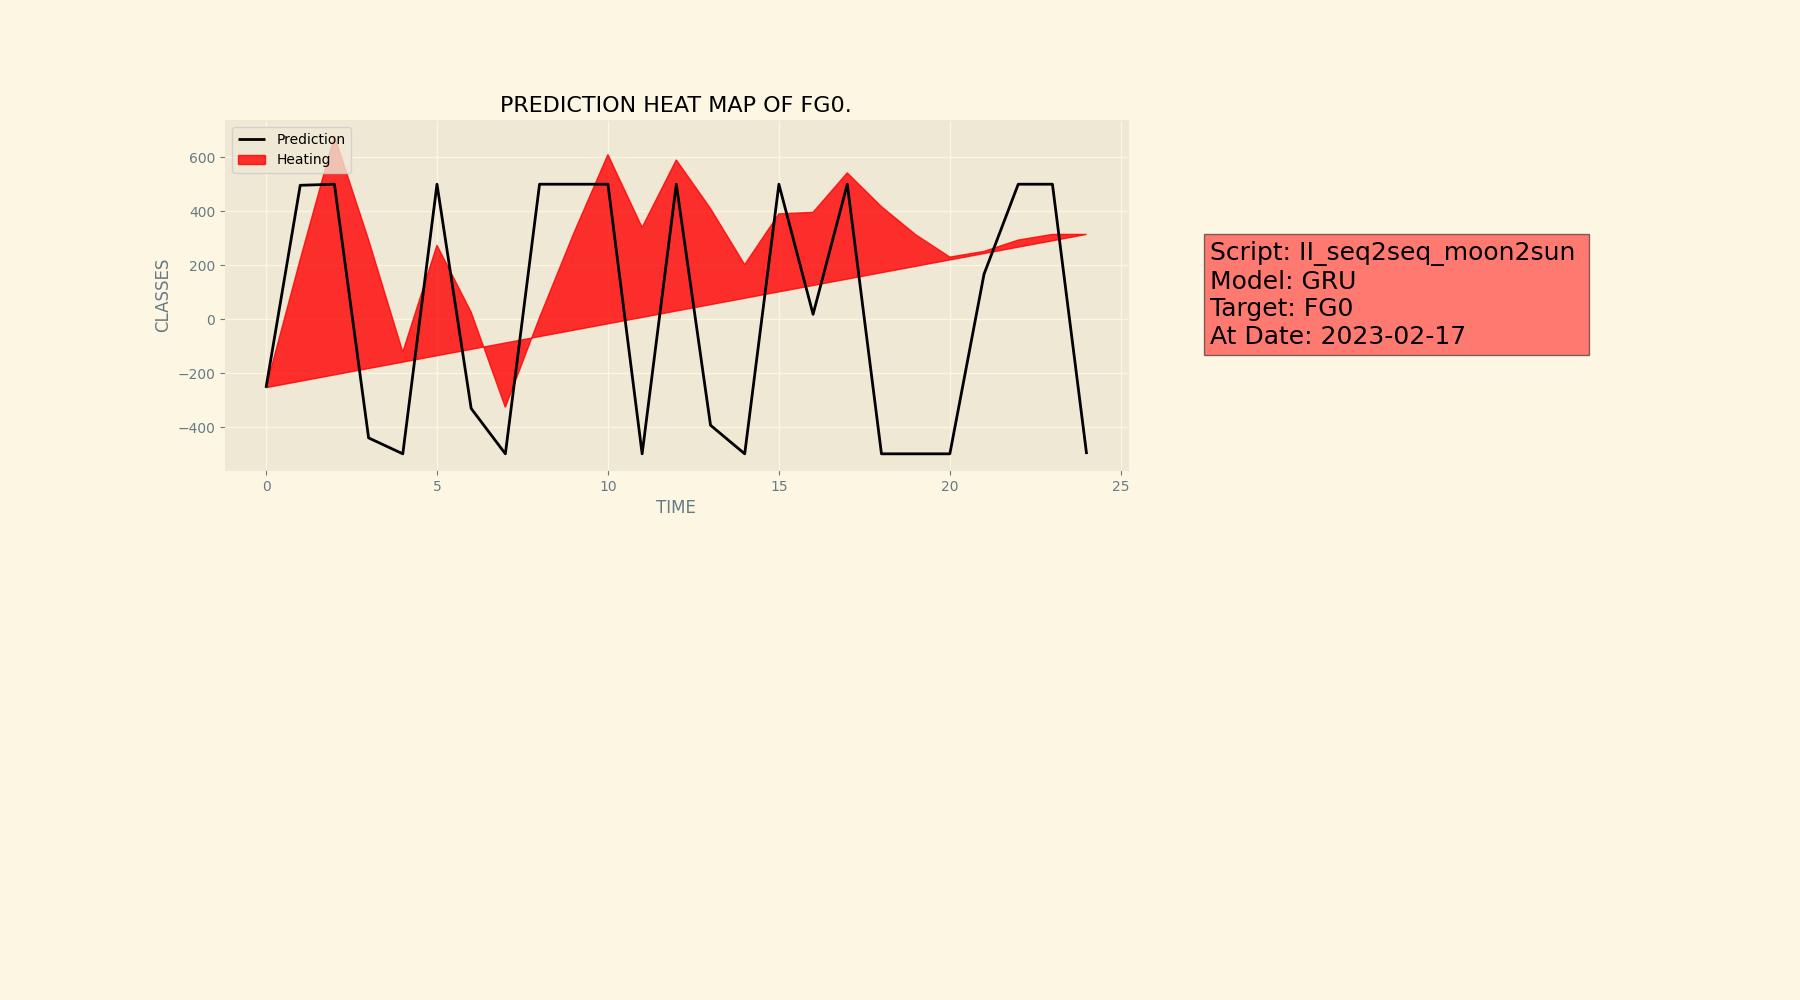 PREDICTION HEAT MAP OF FG0.
Prediction
Heating
600
400
200
0
−200
−400
CLASSES
0 5 10 15 20 25
TIME
Script: II_seq2seq_moon2sun
Model: GRU
Target: FG0
At Date: 2023-02-17